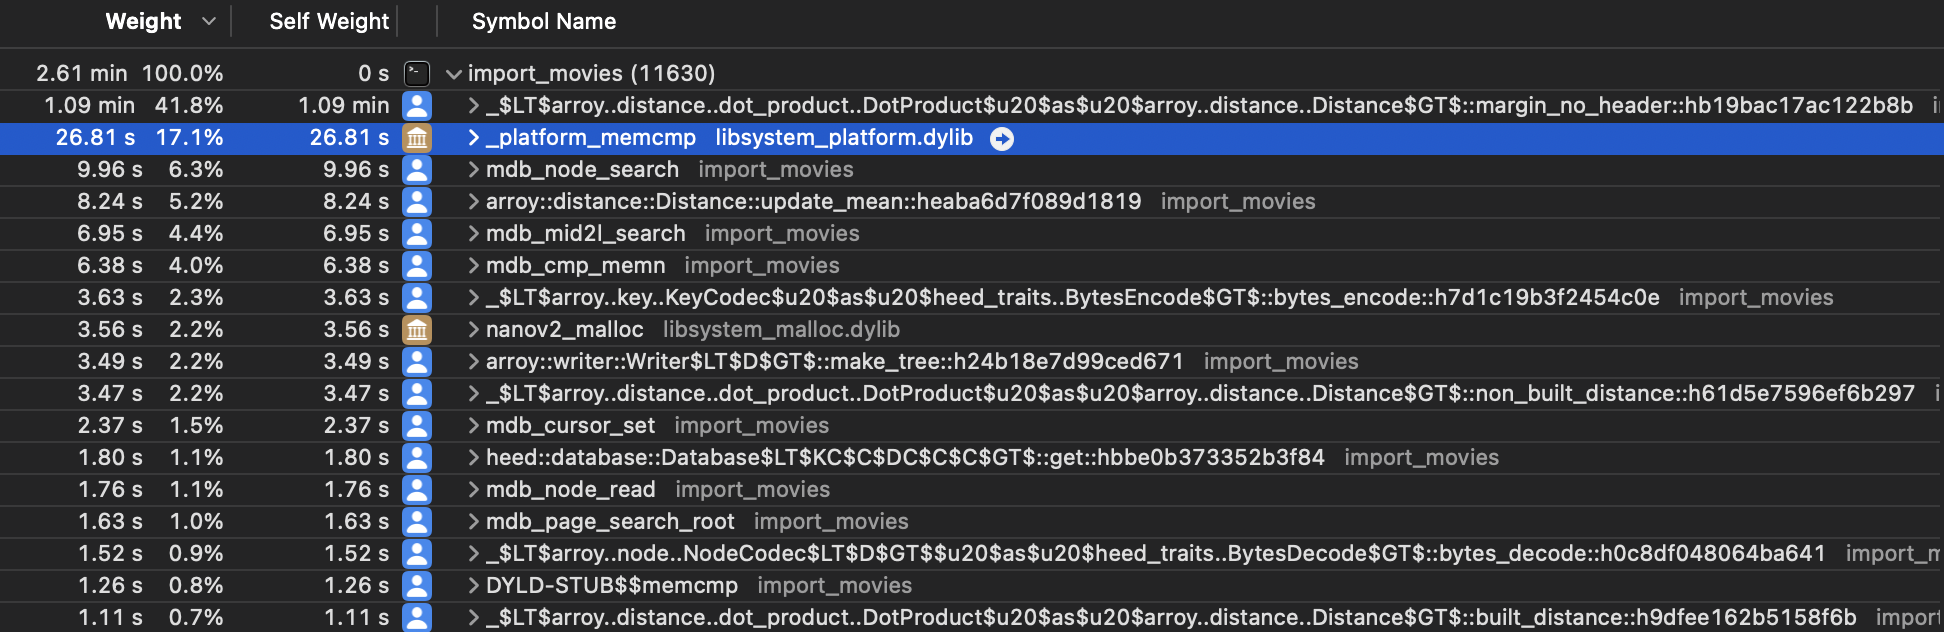 Weight Self Weight Symbol Name
2.61 min 100.0% 0 s import_movies (11630)
1.09 min 41.8% 1.09 min _$LT$arroy..distance..dot_product..DotProduct$u20$as$u20$arroy..distance..Distance$GT$::margin_no_header::hb19bac17ac122b8b
26.81 s 17.1% 26.81 s _platform_memcmp libsystem_platform.dylib
9.96 s 6.3% 9.96 s mdb_node_search import_movies
8.24 s 5.2% 8.24 s arroy::distance::Distance::update_mean::heaba6d7f089d1819 import_movies
6.95 s 4.4% 6.95 s mdb_mid2l_search import_movies
6.38 s 4.0% 6.38 s mdb_cmp_memn import_movies
3.63 s 2.3% 3.63 s _$LT$arroy..key..KeyCodec$u20$as$u20$heed_traits..BytesEncode$GT$::bytes_encode::h7d1c19b3f2454c0e import_movies
3.56 s 2.2% 3.56 s nanov2_malloc libsystem_malloc.dylib
3.49 s 2.2% 3.49 s arroy::writer::Writer$LT$D$GT$::make_tree::h24b18e7d99ced671 import_movies
3.47 s 2.2% 3.47 s _$LT$arroy..distance..dot_product..DotProduct$u20$as$u20$arroy..distance..Distance$GT$::non_built_distance::h61d5e7596ef6b297
2.37 s 1.5% 2.37 s mdb_cursor_set import_movies
1.80 s 1.1% 1.80 s heed::database::Database$LT$KC$C$DC$C$C$GT$::get::hbbe0b373352b3f84 import_movies
1.76 s 1.1% 1.76 s mdb_node_read import_movies
1.63 s 1.0% 1.63 s mdb_page_search_root import_movies
1.52 s 0.9% 1.52 s _$LT$arroy..node..NodeCodec$LT$D$GT$$u20$as$u20$heed_traits..BytesDecode$GT$::bytes_decode::h0c8df048064ba641 import_m
1.26 s 0.8% 1.26 s DYLD-STUB$$memcmp import_movies
1.11 s 0.7% 1.11 s _$LT$arroy..distance..dot_product..DotProduct$u20$as$u20$arroy..distance..Distance$GT$::built_distance::h9dfee162b5158f6b import